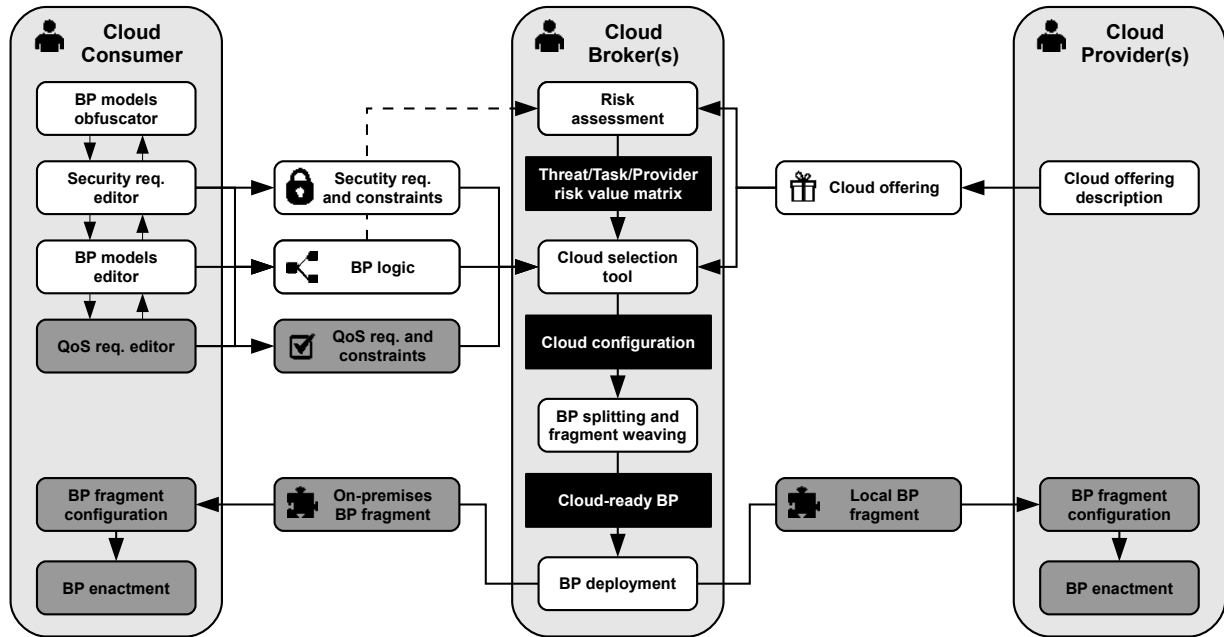 Cloud
Consumer
BP models
obfuscator
Security req.
editor
BP models
editor
QoS req. editor
BP fragment
configuration
BP enactment
Secutity req.
and constraints
BP logic
QoS req. and
constraints
On-premises
BP fragment
Cloud
Broker(s)
Risk
assessment
Threat/Task/Provider
risk value matrix
Cloud selection
tool
Cloud configuration
BP splitting and
fragment weaving
Cloud-ready BP
BP deployment
Cloud offering
Local BP
fragment
Cloud
Provider(s)
Cloud offering
description
BP fragment
configuration
BP enactment